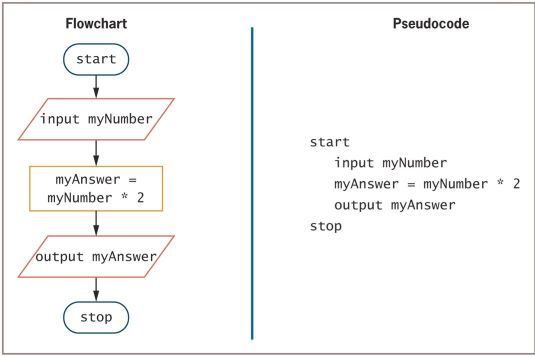 Flowchart
start
input myNumber
myAnswer =
myNumber * 2
output myAnswer
stop
Pseudocode
start
input myNumber
myAnswer = myNumber * 2
output myAnswer
stop